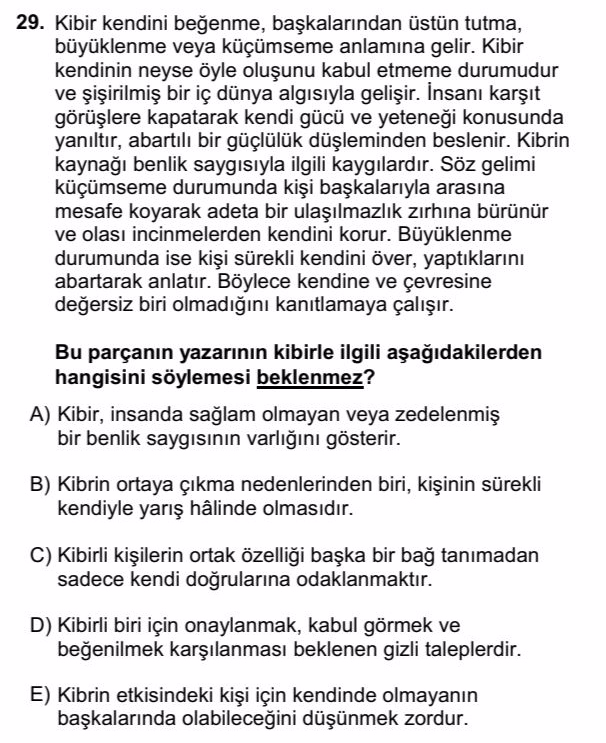 29. Kibir kendini beğenme, başkalarından üstün tutma,
büyüklenme veya küçümseme anlamına gelir. Kibir
kendinin neyse öyle oluşunu kabul etmeme durumudur
ve şişirilmiş bir iç dünya algısıyla gelişir. İnsanı karşıt
görüşlere kapatarak kendi gücü ve yeteneği konusunda
yanıltır, abartılı bir güçlülük düşleminden beslenir. Kibrin
kaynağı benlik saygısıyla ilgili kaygılardır. Söz gelimi
küçümseme durumunda kişi başkalarıyla arasına
mesafe koyarak adeta bir ulaşılmazlık zırhına bürünür
ve olası incinmelerden kendini korur. Büyüklenme
durumunda ise kişi sürekli kendini över, yaptıklarını
abartarak anlatır. Böylece kendine ve çevresine
değersiz biri olmadığını kanıtlamaya çalışır.
Bu parçanın yazarının kibirle ilgili aşağıdakilerden
hangisini söylemesi beklenmez?
A) Kibir, insanda sağlam olmayan veya zedelenmiş
bir benlik saygısının varlığını gösterir.
B) Kibrin ortaya çıkma nedenlerinden biri, kişinin sürekli
kendiyle yarış hâlinde olmasıdır.
C) Kibirli kişilerin ortak özelliği başka bir bağ tanımadan
sadece kendi doğrularına odaklanmaktır.
D) Kibirli biri için onaylanmak, kabul görmek ve
beğenilmek karşılanması beklenen gizli taleplerdir.
E) Kibrin etkisindeki kişi için kendinde olmayanın
başkalarında olabileceğini düşünmek zordur.